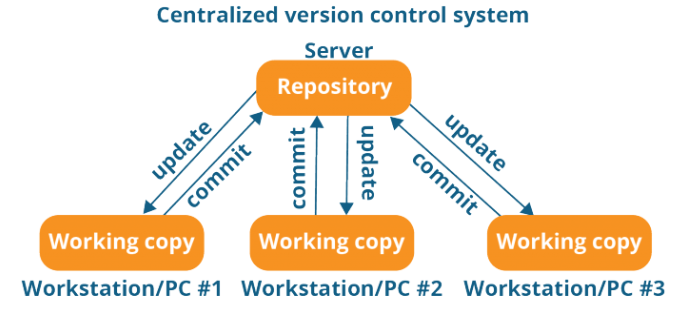 Centralized version control system
Server
Repository
update
commit
commit
update
update
commit
Working copy
Working copy
Working copy
Workstation/PC #1
Workstation/PC #2
Workstation/PC #3